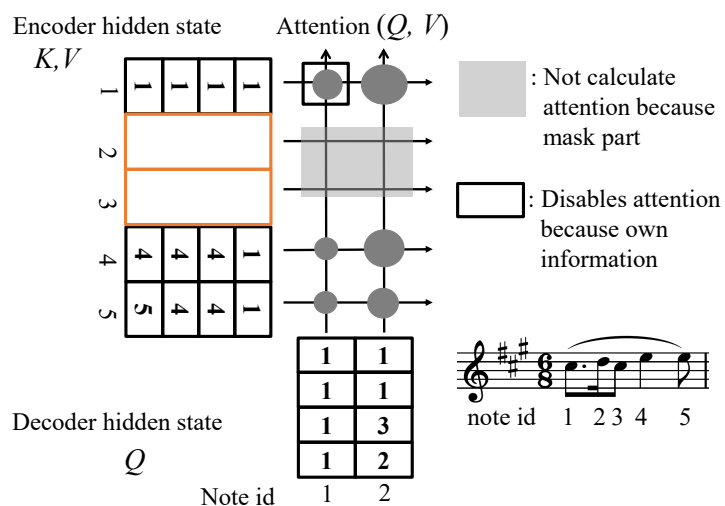 Encoder hidden state
K,V
Attention (Q, V)
1 1 1 1 1
2
3
4 4 4 4 1
5 5 4 4 1
: Not calculate
attention because
mask part
: Disables attention
because own
information
1 1
1 1
1 3
1 2
Decoder hidden state
Q
Note id 1 2
6
8
note id 1 2 3 4 5